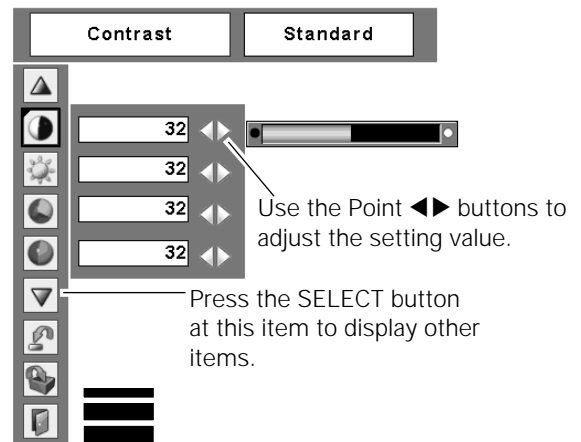 Contrast Standard
32
32
32
32
Use the Point ◀▶ buttons to
adjust the setting value.
Press the SELECT button
at this item to display other
items.